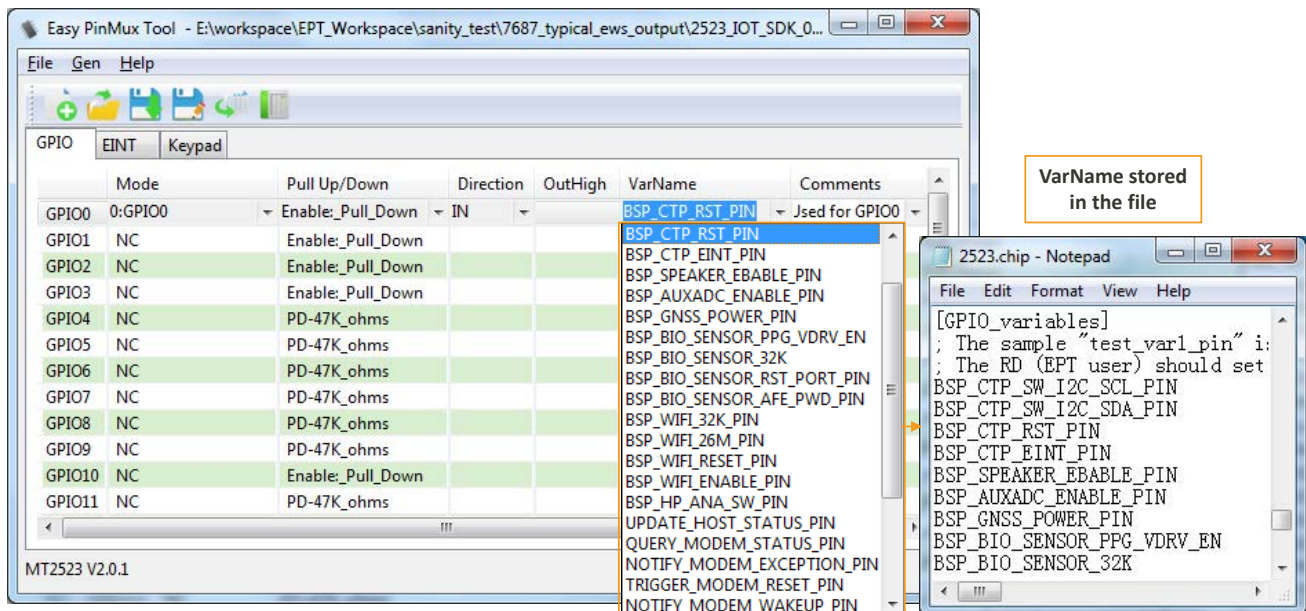 Easy PinMux Tool - E:\workspace\EPT_Workspace\sanity_test\7687_typical_ews_output\2523_IOT_SDK_0...
File Gen Help
GPIO EINT Keypad
Mode Pull Up/Down Direction OutHigh VarName Comments
GPIO0 0:GPIO0 Enable:_Pull_Down IN BSP_CTP_RST_PIN Jsed for GPIO0
GPIO1 NC Enable:_Pull_Down
GPIO2 NC Enable:_Pull_Down
GPIO3 NC Enable:_Pull_Down
GPIO4 NC PD-47K_ohms
GPIO5 NC PD-47K_ohms
GPIO6 NC PD-47K_ohms
GPIO7 NC PD-47K_ohms
GPIO8 NC PD-47K_ohms
GPIO9 NC PD-47K_ohms
GPIO10 NC Enable:_Pull_Down
GPIO11 NC PD-47K_ohms
MT2523 V2.0.1
BSP_CTP_RST_PIN
BSP_CTP_EINT_PIN
BSP_SPEAKER_EBABLE_PIN
BSP_AUXADC_ENABLE_PIN
BSP_GNSS_POWER_PIN
BSP_BIO_SENSOR_PPG_VDRV_EN
BSP_BIO_SENSOR_32K
BSP_BIO_SENSOR_RST_PORT_PIN
BSP_BIO_SENSOR_AFE_PWD_PIN
BSP_WIFI_32K_PIN
BSP_WIFI_26M_PIN
BSP_WIFI_RESET_PIN
BSP_WIFI_ENABLE_PIN
BSP_HP_ANA_SW_PIN
UPDATE_HOST_STATUS_PIN
QUERY_MODEM_STATUS_PIN
NOTIFY_MODEM_EXCEPTION_PIN
TRIGGER_MODEM_RESET_PIN
NOTIFY_MODEM_WAKEUP_PIN
VarName stored
in the file
2523.chip - Notepad
File Edit Format View Help
[GPIO_variables]
; The sample "test_var1_pin" i:
; The RD (EPT user) should set
BSP_CTP_SW_I2C_SCL_PIN
BSP_CTP_SW_I2C_SDA_PIN
BSP_CTP_RST_PIN
BSP_CTP_EINT_PIN
BSP_SPEAKER_EBABLE_PIN
BSP_AUXADC_ENABLE_PIN
BSP_GNSS_POWER_PIN
BSP_BIO_SENSOR_PPG_VDRV_EN
BSP_BIO_SENSOR_32K